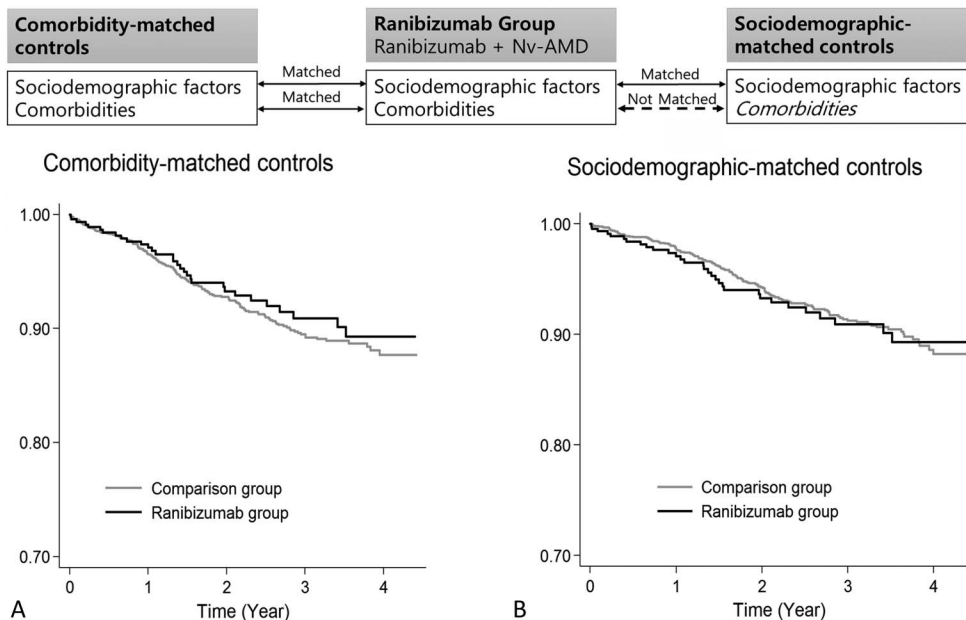 Comorbidity-matched
controls
Ranibizumab Group
Ranibizumab + Nv-AMD
Sociodemographic-
matched controls
Sociodemographic factors
Comorbidities
Matched
Matched
Sociodemographic factors
Comorbidities
Matched
Not Matched
Sociodemographic factors
Comorbidities
Comorbidity-matched controls
1.00
0.90
0.80
0.70
Comparison group
Ranibizumab group
0 1 2 3 4
Time (Year)
A
Sociodemographic-matched controls
1.00
0.90
0.80
0.70
Comparison group
Ranibizumab group
0 1 2 3 4
Time (Year)
B